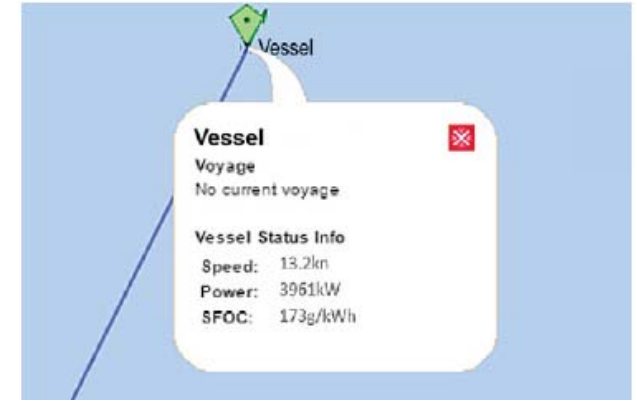 Vessel
Vessel
Voyage
No current voyage
Vessel Status Info
Speed: 13.2kn
Power: 3961kW
SFOC: 173g/kWh